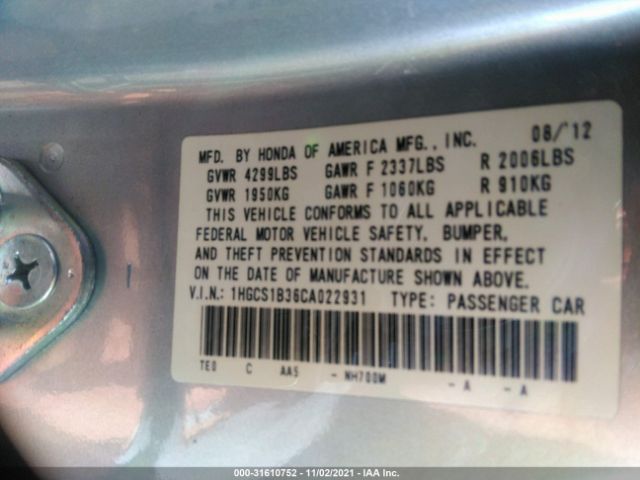 MFD. BY HONDA OF AMERICA MFG., INC. 08/'12
GVWR 4299LBS GAWR F 2337LBS R 2006LBS
GVWR 1950KG GAWR F 1060KG R 910KG
THIS VEHICLE CONFORMS TO ALL APPLICABLE
FEDERAL MOTOR VEHICLE SAFETY, BUMPER,
AND THEFT PREVENTION STANDARDS IN EFFECT
ON THE DATE OF MANUFACTURE SHOWN ABOVE.
V.I.N.: 1HGCS1B36CA022931 TYPE: PASSENGER CAR
TE0 C AA5 - NH700M - A - A
000-31610752 - 11/02/2021 - IAA Inc.